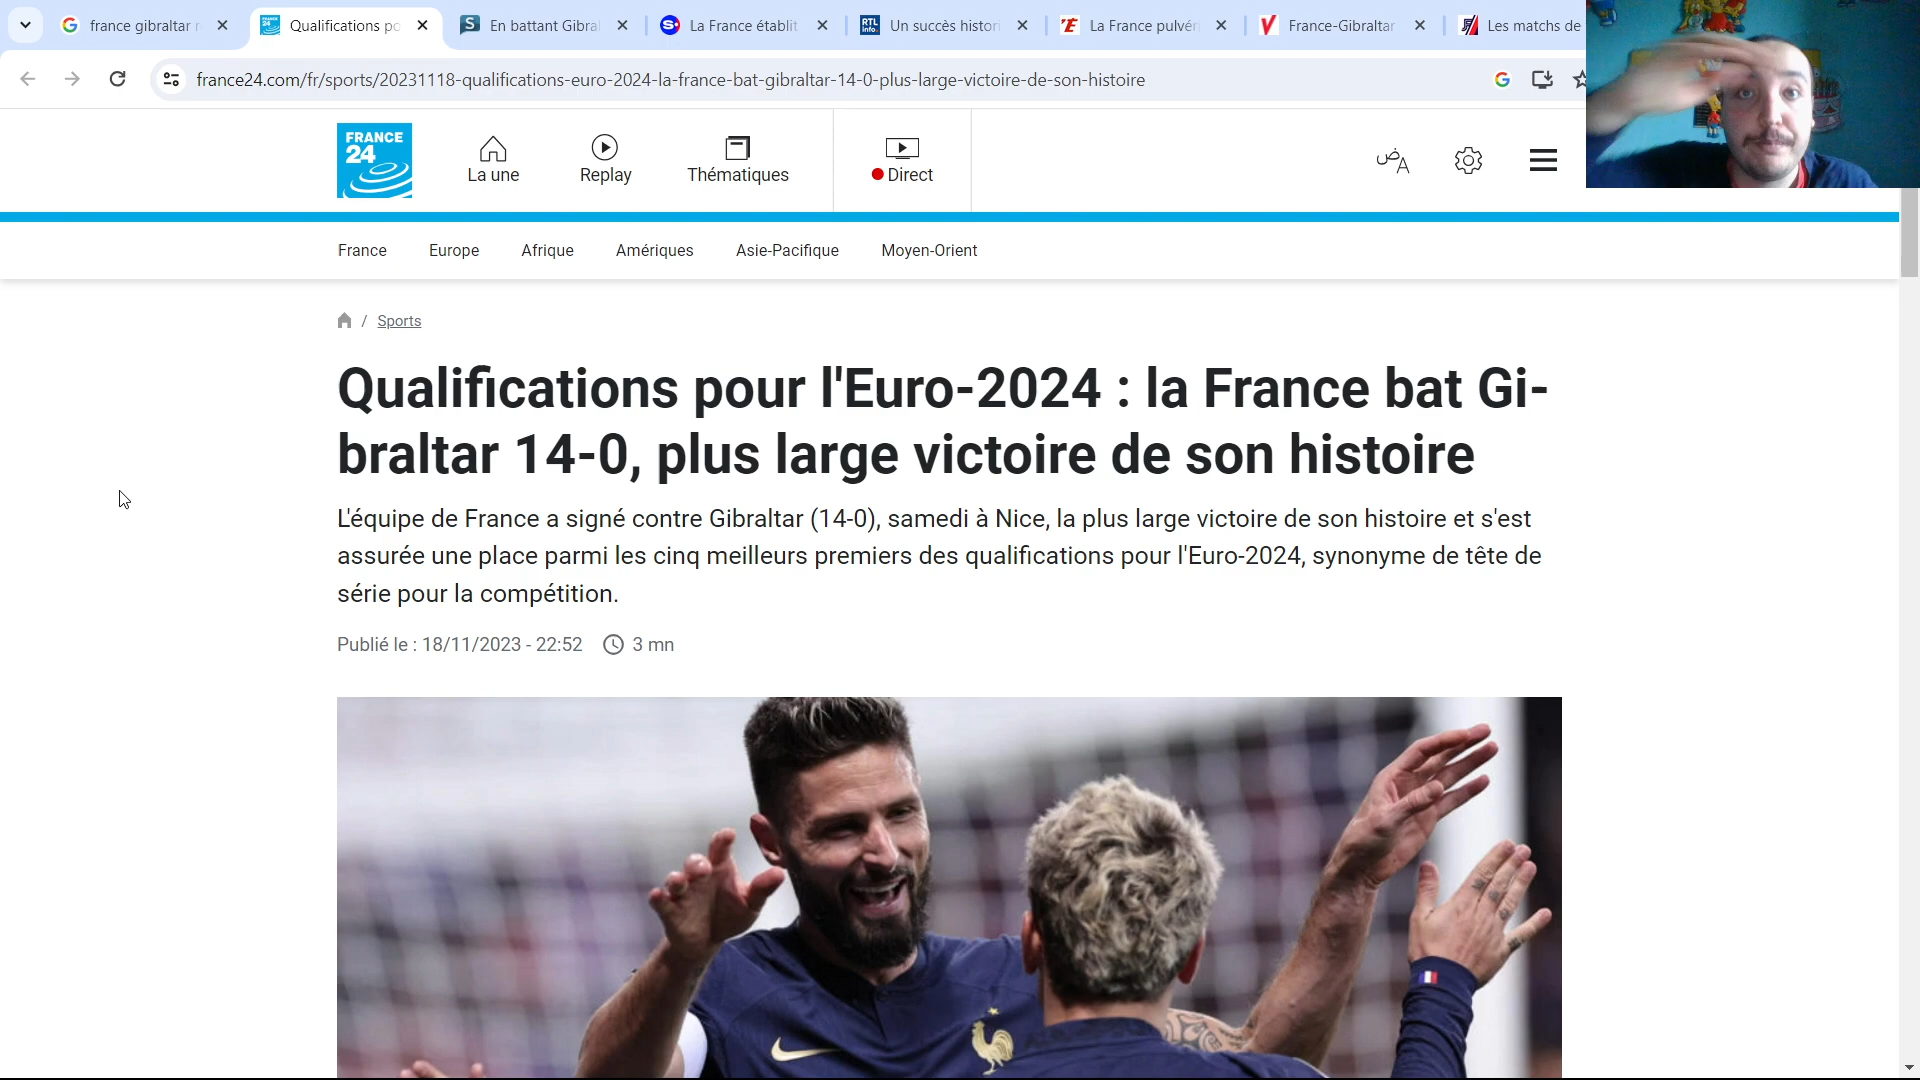 france gibraltar
Qualifications po
En battant Gibra
La France établit
Un succès histori
La France pulvéri
France-Gibraltar
Les matchs de
france24.com/fr/sports/20231118-qualifications-euro-2024-la-france-bat-gibraltar-14-0-plus-large-victoire-de-son-histoire
FRANCE
24
La une
Replay
Thématiques
Direct
France
Europe
Afrique
Amériques
Asie-Pacifique
Moyen-Orient
/ Sports
Qualifications pour l'Euro-2024 : la France bat Gi-
braltar 14-0, plus large victoire de son histoire
L'équipe de France a signé contre Gibraltar (14-0), samedi à Nice, la plus large victoire de son histoire et s'est
assurée une place parmi les cinq meilleurs premiers des qualifications pour l'Euro-2024, synonyme de tête de
série pour la compétition.
Publié le : 18/11/2023 - 22:52 3 mn